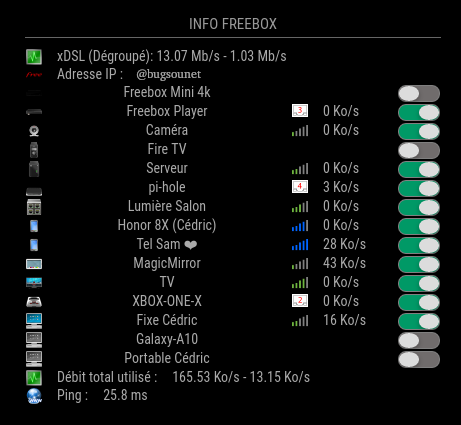 INFO FREEBOX
xDSL (Dégroupé): 13.07 Mb/s - 1.03 Mb/s
free Adresse IP : @bugsounet
Freebox Mini 4k
Freebox Player 3 0 Ko/s
Caméra 0 Ko/s
Fire TV
Serveur 0 Ko/s
pi-hole 4 3 Ko/s
Lumière Salon 0 Ko/s
Honor 8X (Cédric) 0 Ko/s
Tel Sam ❤ 28 Ko/s
MagicMirror 43 Ko/s
TV 0 Ko/s
XBOX-ONE-X 2 0 Ko/s
Fixe Cédric 16 Ko/s
Galaxy-A10
Portable Cédric
Débit total utilisé : 165.53 Ko/s - 13.15 Ko/s
Ping : 25.8 ms